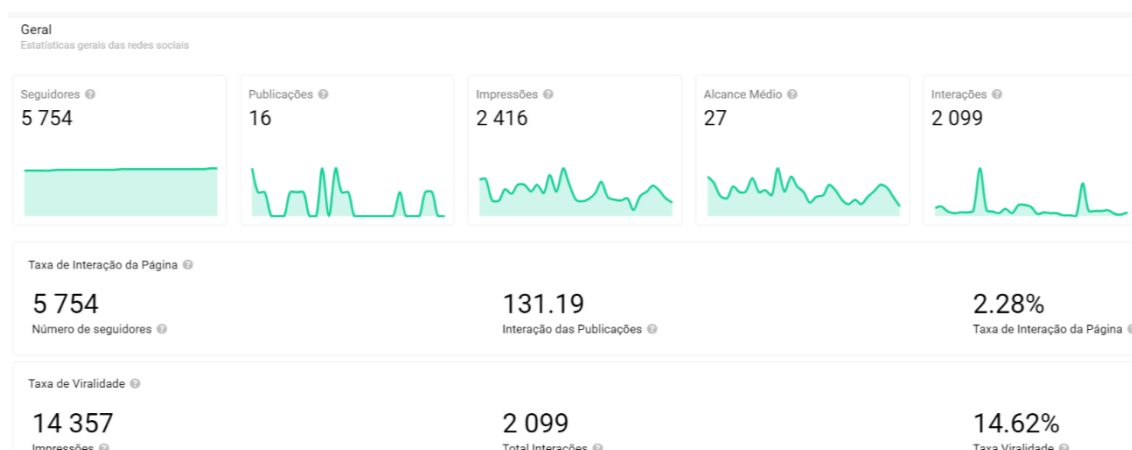 Geral
Estatísticas gerais das redes sociais
Seguidores
5 754
Publicações
16
Impressões
2 416
Alcance Médio
27
Interações
2 099
Taxa de Interação da Página
5 754
Número de seguidores
131.19
Interação das Publicações
2.28%
Taxa de Interação da Página
Taxa de Viralidade
14 357
Impressões
2 099
Total Interações
14.62%
Taxa Viralidade